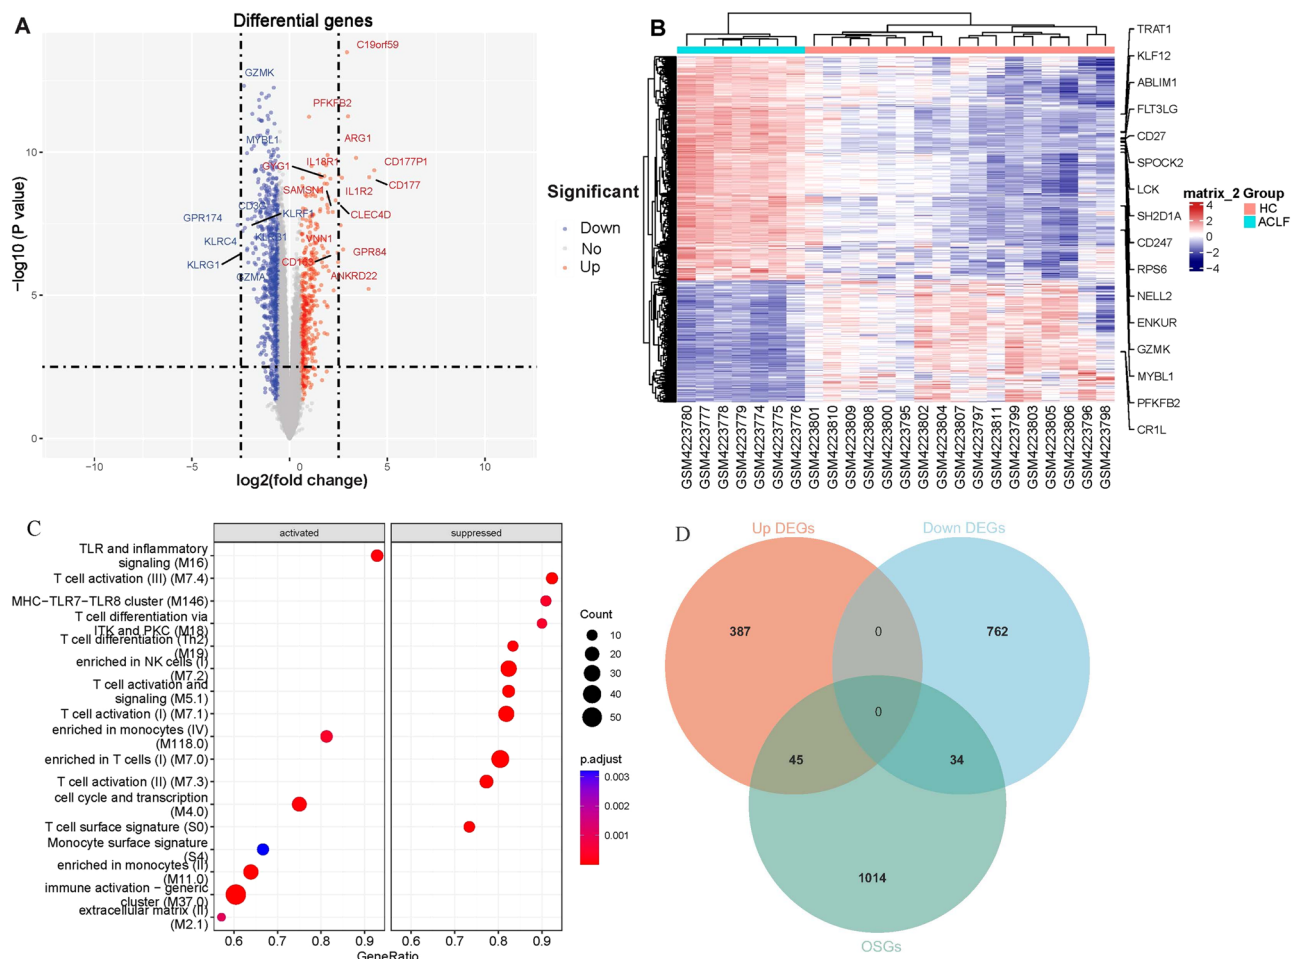 A
Differential genes
C19orf59
GZMK
PFKFB2
MYBL1
ARG1
GYG1
IL18R1
CD177P1
CD177
SAMSN1
IL1R2
CD3G
KLRF1
CLEC4D
GPR174
KLRC4
KLRB1
VNN1
GPR84
KLRG1
CD163
GZMA
ANKRD22
10
5
0
−10
−5
0
5
10
−log10 (P value)
log2(fold change)
Significant
Down
No
Up
B
TRAT1
KLF12
ABLIM1
FLT3LG
CD27
SPOCK2
LCK
SH2D1A
CD247
RPS6
NELL2
ENKUR
GZMK
MYBL1
PFKFB2
CR1L
matrix_2
4
2
0
−2
−4
Group
HC
ACLF
GSM4223780
GSM4223777
GSM4223778
GSM4223779
GSM4223774
GSM4223775
GSM4223776
GSM4223801
GSM4223810
GSM4223809
GSM4223808
GSM4223800
GSM4223795
GSM4223802
GSM4223804
GSM4223807
GSM4223797
GSM4223811
GSM4223799
GSM4223803
GSM4223805
GSM4223806
GSM4223796
GSM4223798
C
activated
suppressed
TLR and inflammatory
signaling (M16)
T cell activation (III) (M7.4)
MHC−TLR7−TLR8 cluster (M146)
T cell differentiation via
ITK and PKC (M18)
T cell differentiation (Th2)
(M19)
enriched in NK cells (I)
(M7.2)
T cell activation and
signaling (M5.1)
T cell activation (I) (M7.1)
enriched in monocytes (IV)
(M118.0)
enriched in T cells (I) (M7.0)
T cell activation (II) (M7.3)
cell cycle and transcription
(M4.0)
T cell surface signature (S0)
Monocyte surface signature
(S4)
enriched in monocytes (II)
(M11.0)
immune activation − generic
cluster (M37.0)
extracellular matrix (II)
(M2.1)
0.6
0.7
0.8
0.9
0.6
0.7
0.8
0.9
GeneRatio
Count
10
20
30
40
50
p.adjust
0.003
0.002
0.001
D
Up DEGs
Down DEGs
387
0
762
0
45
34
1014
OSGs